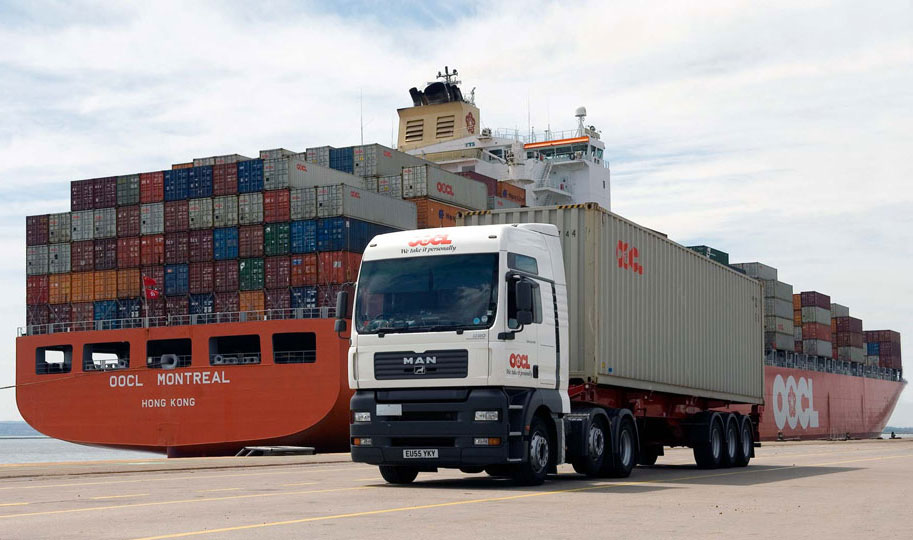 OOCL
We take it personally
MAN
OOCL
We take it personally
EU55 YKY
OOCL
OOCL MONTREAL
HONG KONG
OOCL
OOCL